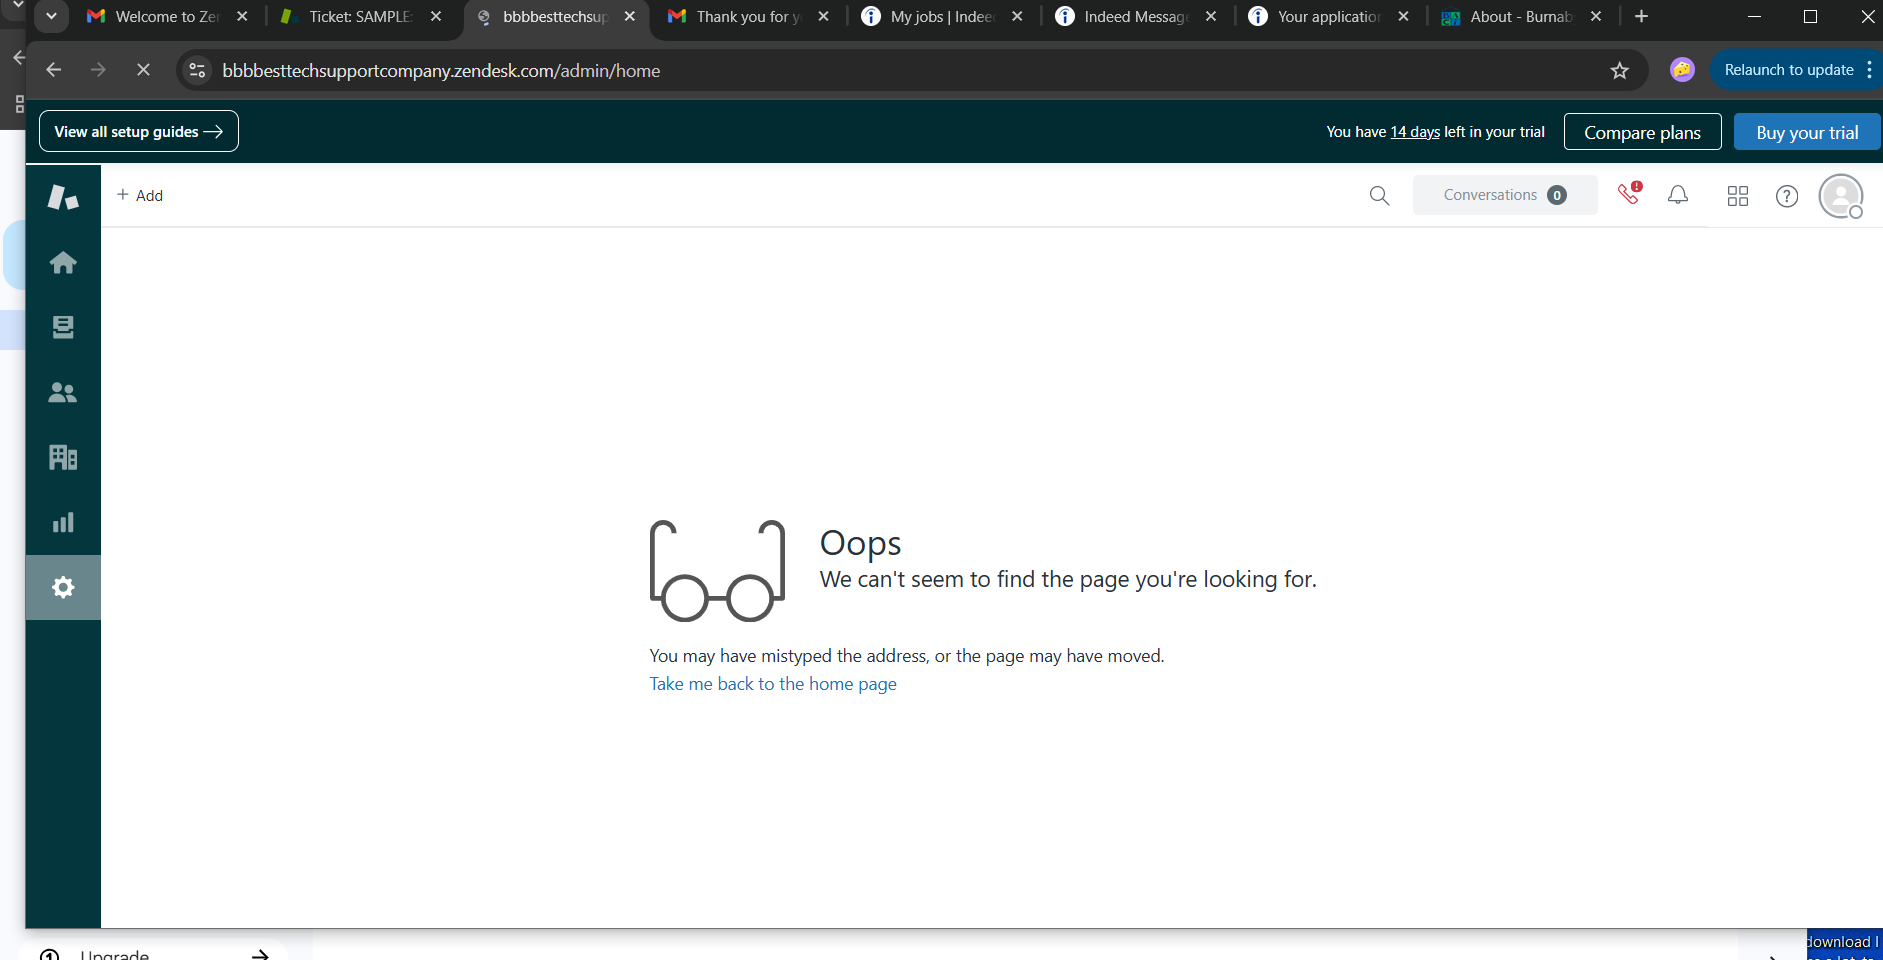 Welcome to Zer
Ticket: SAMPLE:
bbbbesttechsup
Thank you for y
My jobs | Indeed
Indeed Message
Your application
About - Burnab
bbbbesttechsupportcompany.zendesk.com/admin/home
Relaunch to update
View all setup guides
You have 14 days left in your trial
Compare plans
Buy your trial
+ Add
Conversations 0
Oops
We can't seem to find the page you're looking for.
You may have mistyped the address, or the page may have moved.
Take me back to the home page
Upgrade
download I